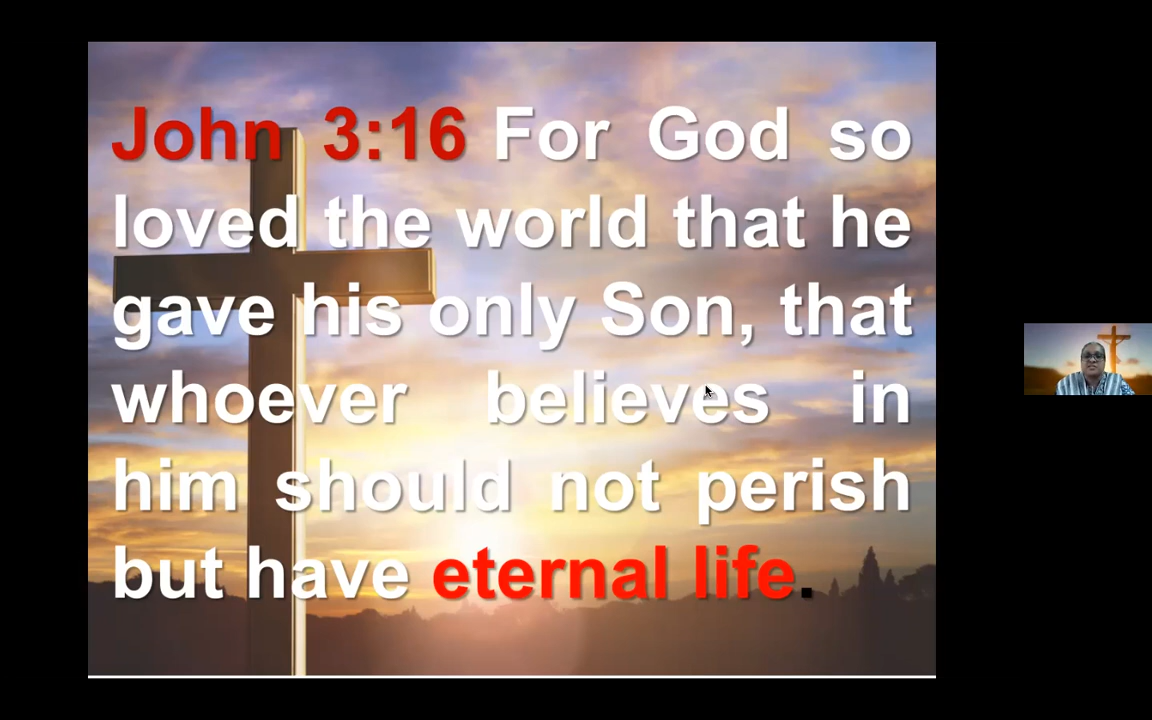 John 3:16 For God so
loved the world that he
gave his only Son, that
whoever believes in
him should not perish
but have eternal life.